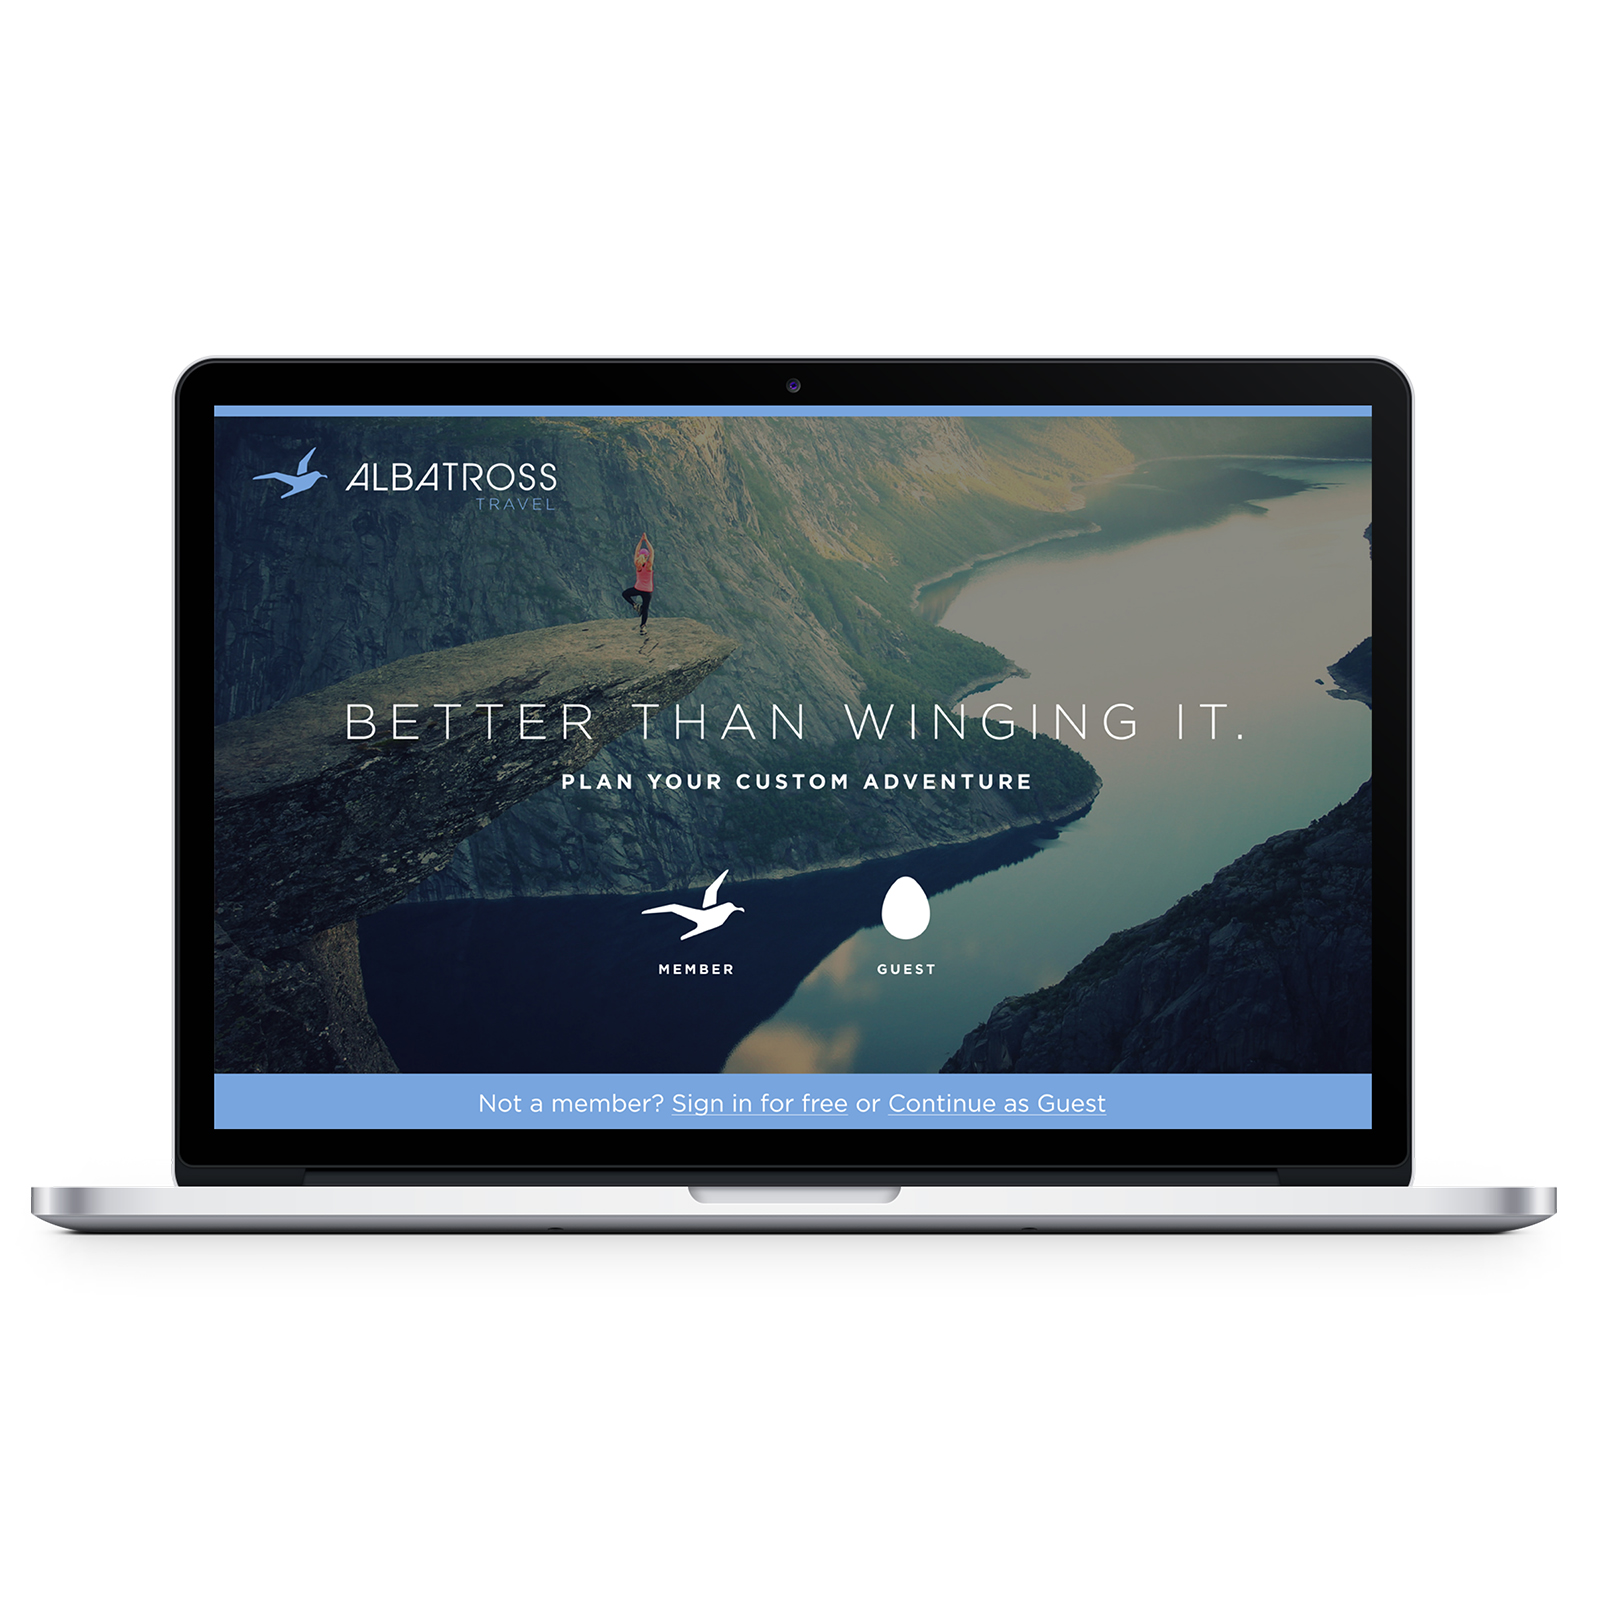 ALBATROSS
TRAVEL
BETTER THAN WINGING IT.
PLAN YOUR CUSTOM ADVENTURE
MEMBER
GUEST
Not a member? Sign in for free or Continue as Guest